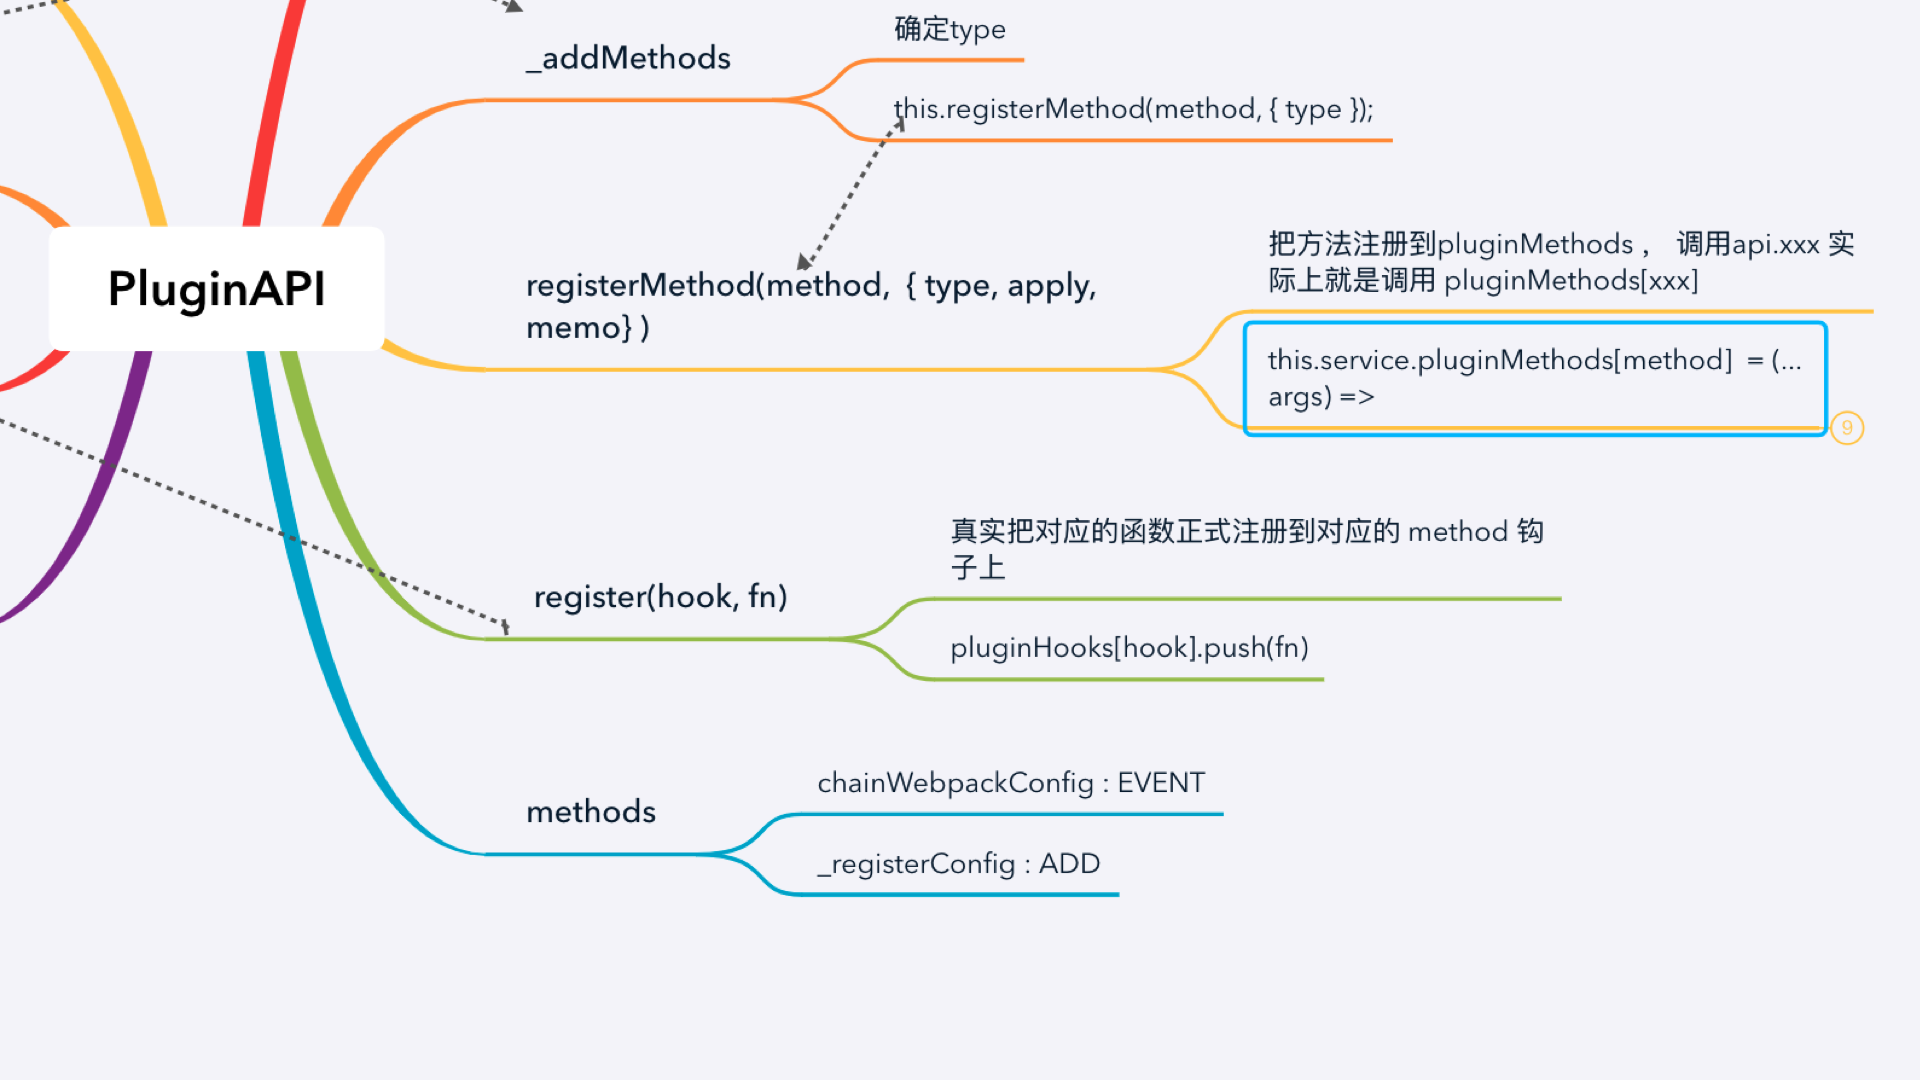 PluginAPI
_addMethods
确定type
this.registerMethod(method, { type });
registerMethod(method, { type, apply,
memo} )
把方法注册到pluginMethods , 调用api.xxx 实
际上就是调用 pluginMethods[xxx]
this.service.pluginMethods[method] = (...
args) =>
9
register(hook, fn)
真实把对应的函数正式注册到对应的 method 钩
子上
pluginHooks[hook].push(fn)
methods
chainWebpackConfig : EVENT
_registerConfig : ADD